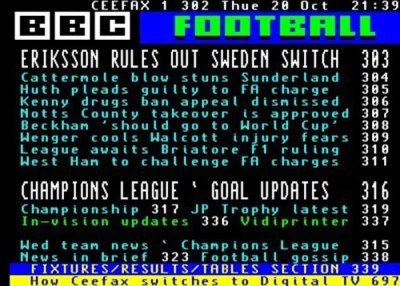 CEEFAX 1 302 Thue 20 Oct 21:39
BBC FOOTBALL
ERIKSSON RULES OUT SWEDEN SWITCH 303
Cattermole blow stuns Sunderland 304
Huth pleads guilty to FA charge 305
Kenny drugs ban appeal dismissed 306
Notts County takeover is approved 307
Beckham 'should go to World Cup' 308
Wenger cools Walcott injury fears 309
League awaits Briatore F1 ruling 310
West Ham to challenge FA charges 311
CHAMPIONS LEAGUE ` GOAL UPDATES 316
Championship 317 JP Trophy latest 319
In-vision updates 336 Vidiprinter 337
Wed team news ` Champions League 315
News in brief 323 Football gossip 338
FIXTURES/RESULTS/TABLES SECTION 339
How Ceefax switches to Digital TV 697